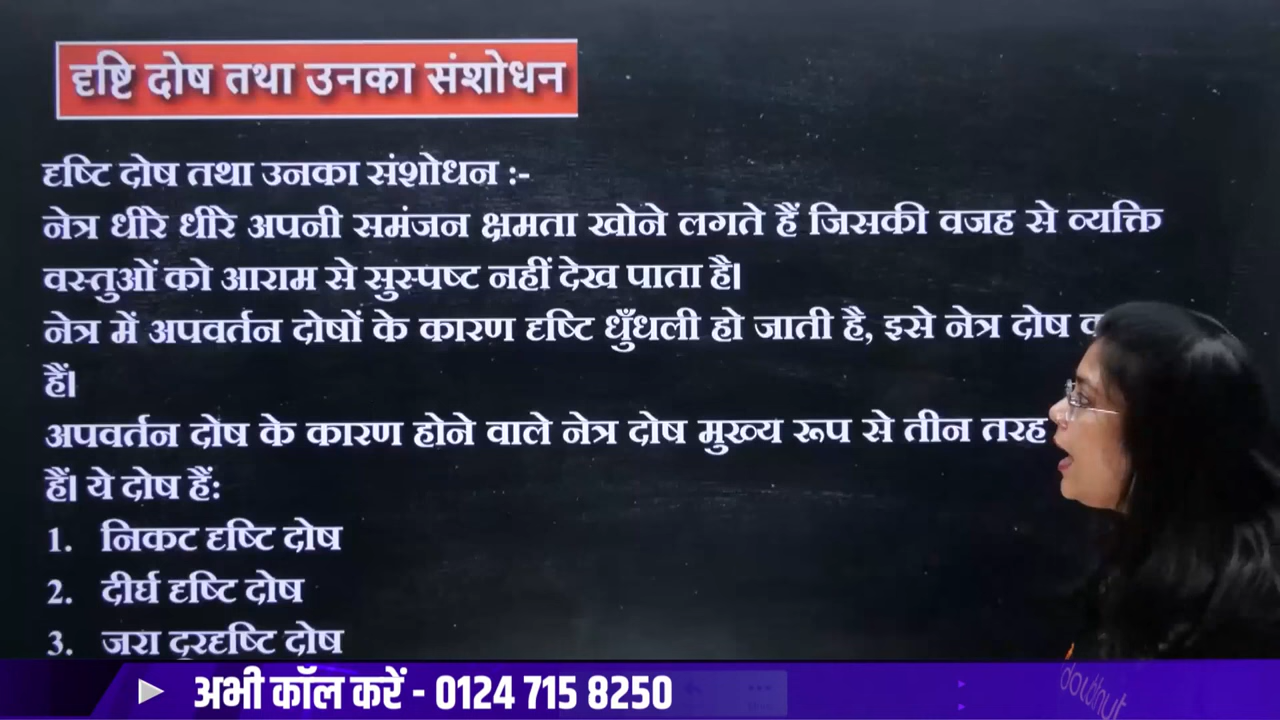 दृष्टि दोष तथा उनका संशोधन
दृष्टि दोष तथा उनका संशोधन :-
नेत्र धीरे धीरे अपनी समंजन क्षमता खोने लगते हैं जिसकी वजह से व्यक्ति
वस्तुओं को आराम से सुस्पष्ट नहीं देख पाता है।
नेत्र में अपवर्तन दोषों के कारण दृष्टि धुँधली हो जाती है, इसे नेत्र दोष
हैं।
अपवर्तन दोष के कारण होने वाले नेत्र दोष मुख्य रूप से तीन तरह
हैं। ये दोष हैं:
1. निकट दृष्टि दोष
2. दीर्घ दृष्टि दोष
3. जरा दूरदृष्टि दोष
doubtnut
अभी कॉल करें - 0124 715 8250